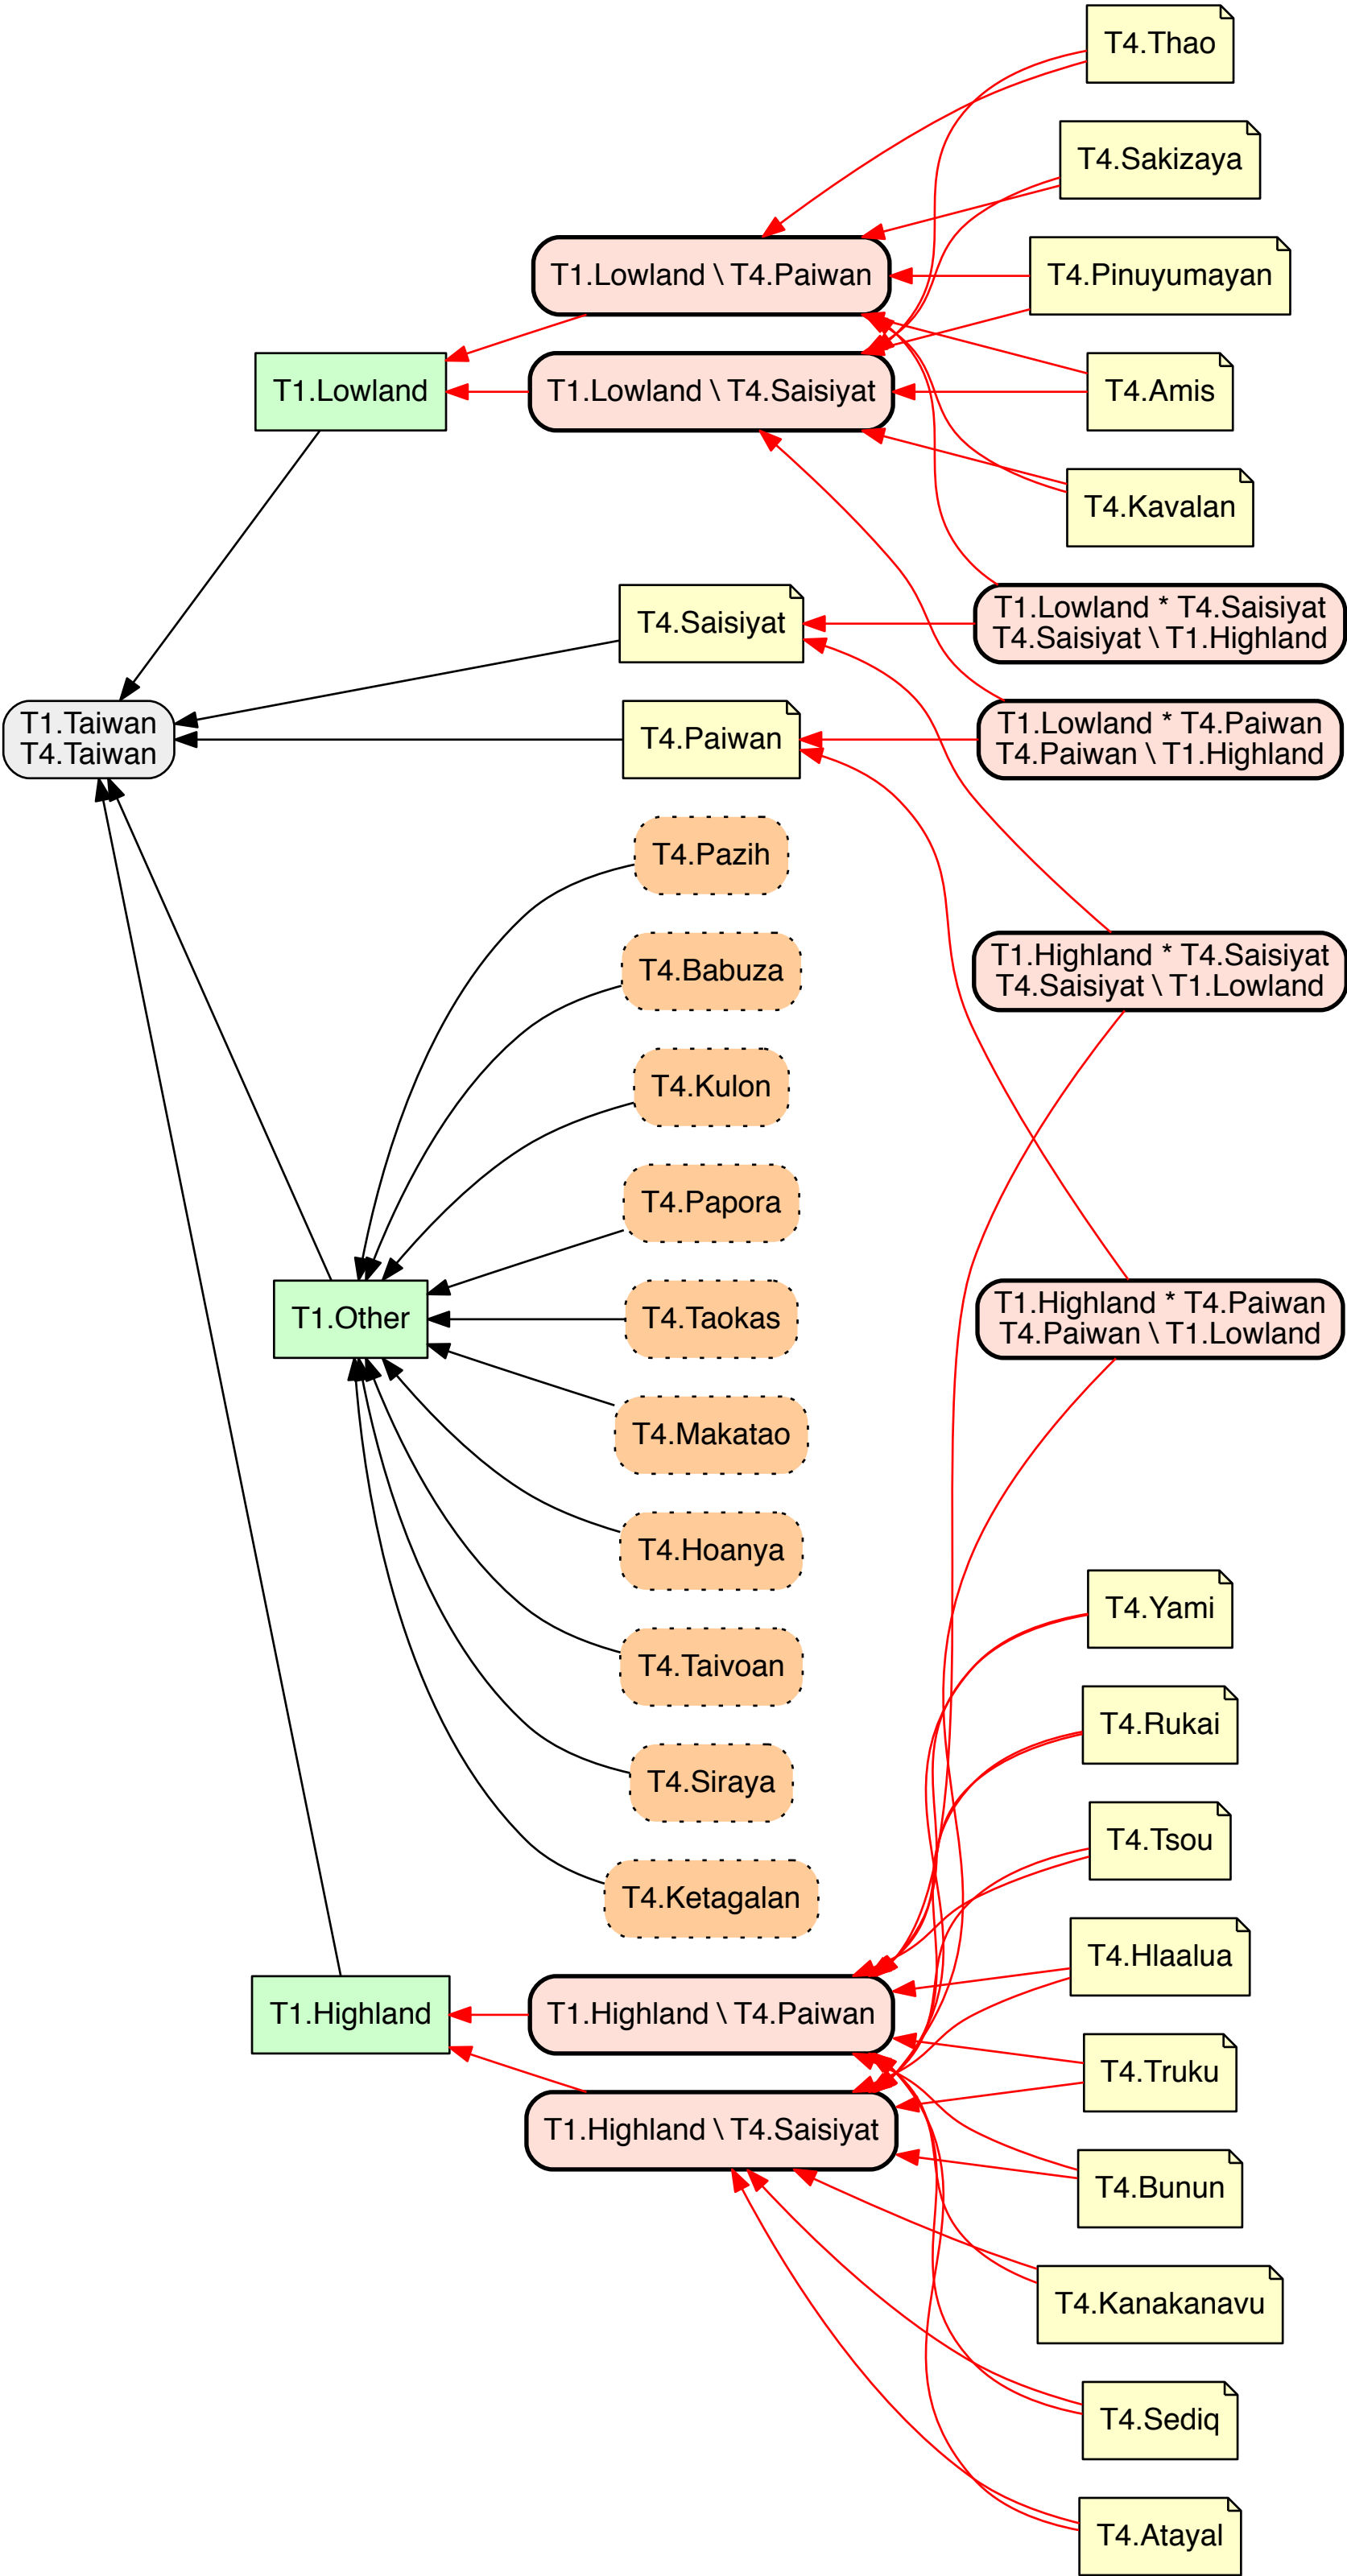 T4.Thao
T4.Sakizaya
T1.Lowland \ T4.Paiwan
T4.Pinuyumayan
T1.Lowland
T1.Lowland \ T4.Saisiyat
T4.Amis
T4.Kavalan
T4.Saisiyat
T1.Lowland * T4.Saisiyat
T4.Saisiyat \ T1.Highland
T1.Taiwan
T4.Taiwan
T4.Paiwan
T1.Lowland * T4.Paiwan
T4.Paiwan \ T1.Highland
T4.Pazih
T4.Babuza
T1.Highland * T4.Saisiyat
T4.Saisiyat \ T1.Lowland
T4.Kulon
T4.Papora
T1.Other
T4.Taokas
T1.Highland * T4.Paiwan
T4.Paiwan \ T1.Lowland
T4.Makatao
T4.Hoanya
T4.Yami
T4.Taivoan
T4.Rukai
T4.Siraya
T4.Tsou
T4.Ketagalan
T4.Hlaalua
T1.Highland
T1.Highland \ T4.Paiwan
T4.Truku
T1.Highland \ T4.Saisiyat
T4.Bunun
T4.Kanakanavu
T4.Sediq
T4.Atayal